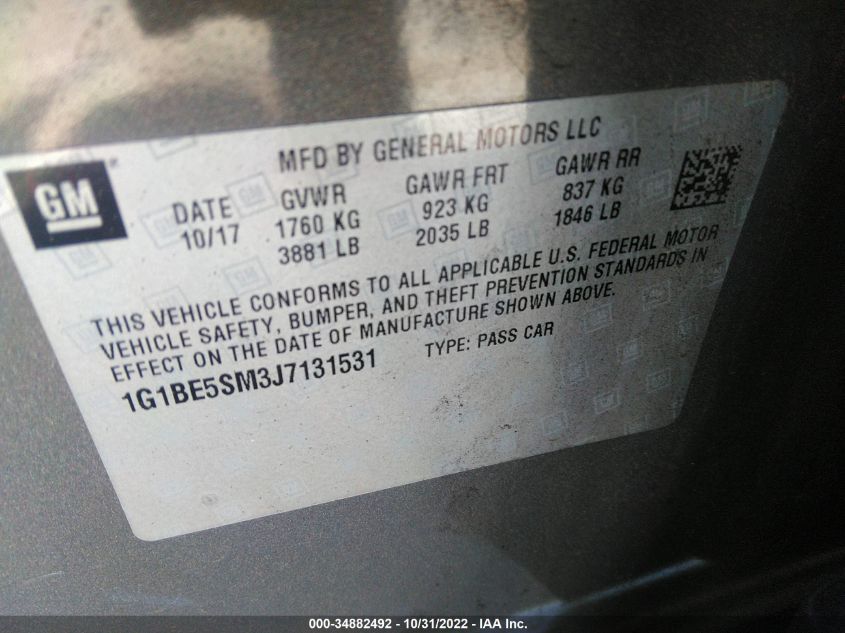 MFD BY GENERAL MOTORS LLC
GM
DATE GVWR GAWR FRT GAWR RR
10/17 1760 KG 923 KG 837 KG
3881 LB 2035 LB 1846 LB
THIS VEHICLE CONFORMS TO ALL APPLICABLE U.S. FEDERAL MOTOR
VEHICLE SAFETY, BUMPER, AND THEFT PREVENTION STANDARDS IN
EFFECT ON THE DATE OF MANUFACTURE SHOWN ABOVE.
1G1BE5SM3J7131531 TYPE: PASS CAR
000-34882492 - 10/31/2022 - IAA Inc.